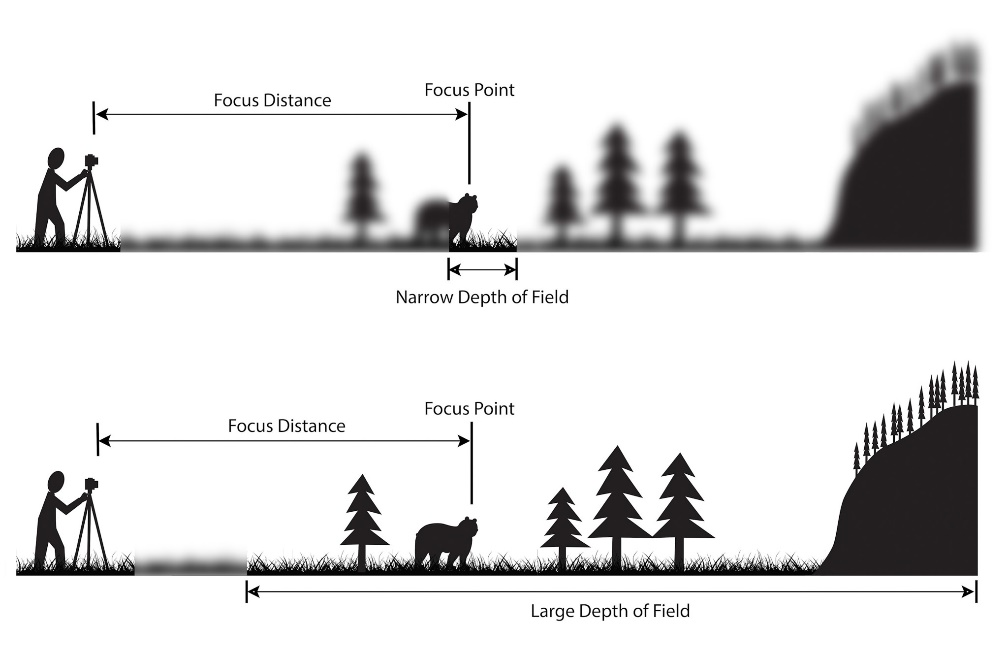 Focus Point
Focus Distance
Narrow Depth of Field
Focus Point
Focus Distance
Large Depth of Field